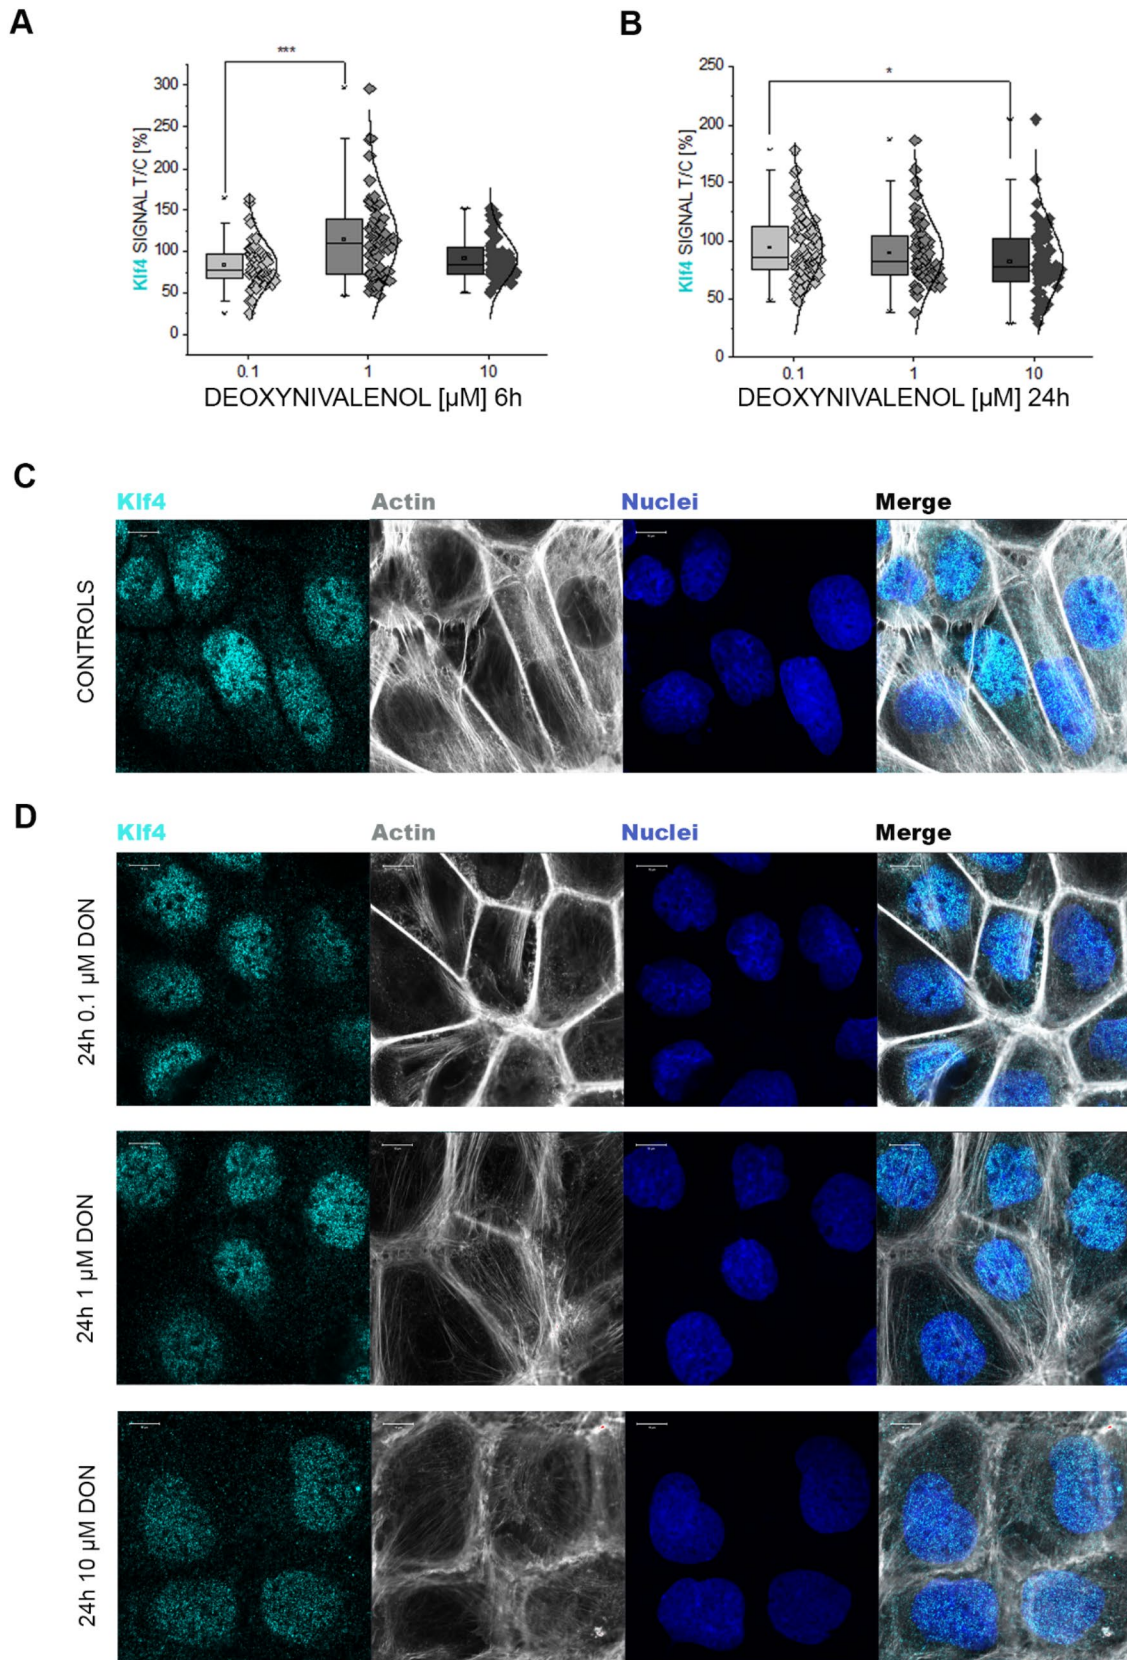 A
B
***
*
Klf4 SIGNAL T/C [%]
300
250
200
150
100
50
0
0.1
1
10
DEOXYNIVALENOL [µM] 6h
Klf4 SIGNAL T/C [%]
250
200
150
100
50
0
0.1
1
10
DEOXYNIVALENOL [µM] 24h
C
Klf4
Actin
Nuclei
Merge
CONTROLS
D
Klf4
Actin
Nuclei
Merge
24h 0.1 µM DON
24h 1 µM DON
24h 10 µM DON